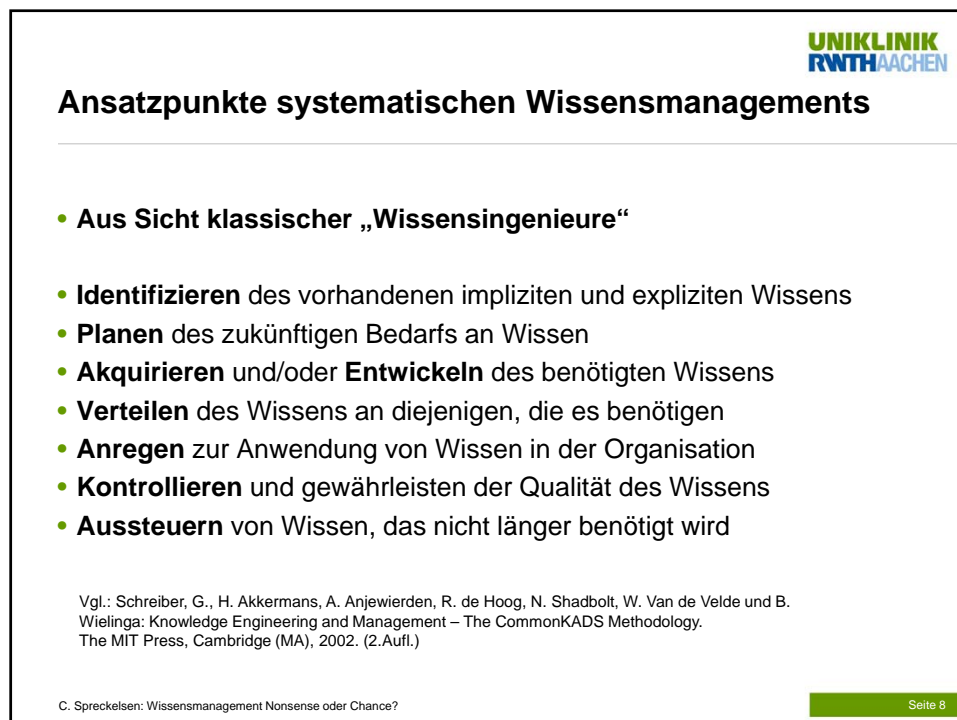 UNIKLINIK
RWTHAACHEN
Ansatzpunkte systematischen Wissensmanagements
• Aus Sicht klassischer „Wissensingenieure“
• Identifizieren des vorhandenen impliziten und expliziten Wissens
• Planen des zukünftigen Bedarfs an Wissen
• Akquirieren und/oder Entwickeln des benötigten Wissens
• Verteilen des Wissens an diejenigen, die es benötigen
• Anregen zur Anwendung von Wissen in der Organisation
• Kontrollieren und gewährleisten der Qualität des Wissens
• Aussteuern von Wissen, das nicht länger benötigt wird
Vgl.: Schreiber, G., H. Akkermans, A. Anjewierden, R. de Hoog, N. Shadbolt, W. Van de Velde und B.
Wielinga: Knowledge Engineering and Management – The CommonKADS Methodology.
The MIT Press, Cambridge (MA), 2002. (2.Aufl.)
C. Spreckelsen: Wissensmanagement Nonsense oder Chance?
Seite 8